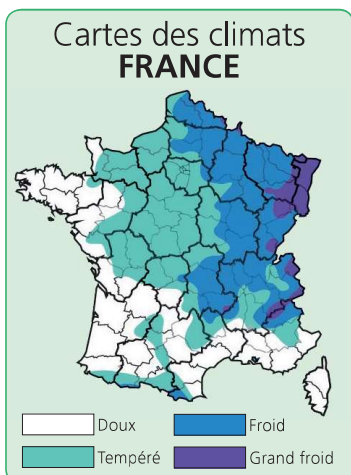 Cartes des climats
FRANCE
Doux
Froid
Tempéré
Grand froid